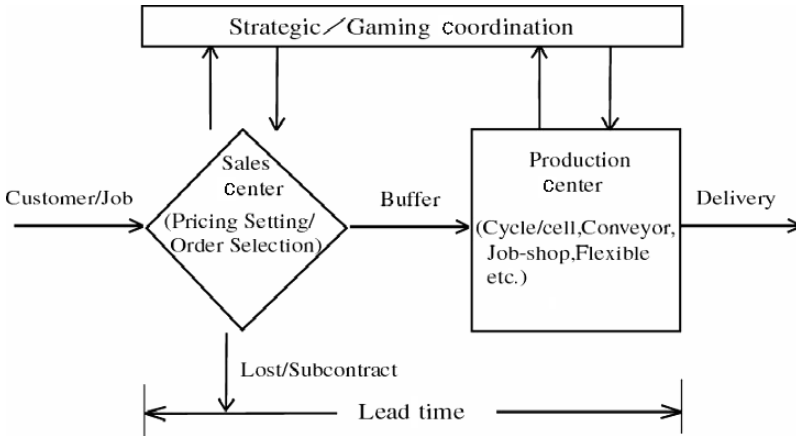 Strategic/Gaming coordination
Sales
Center
(Pricing Setting/
Order Selection)
Customer/Job
Buffer
Production
Center
(Cycle/cell,Conveyor,
Job-shop,Flexible
etc.)
Delivery
Lost/Subcontract
Lead time